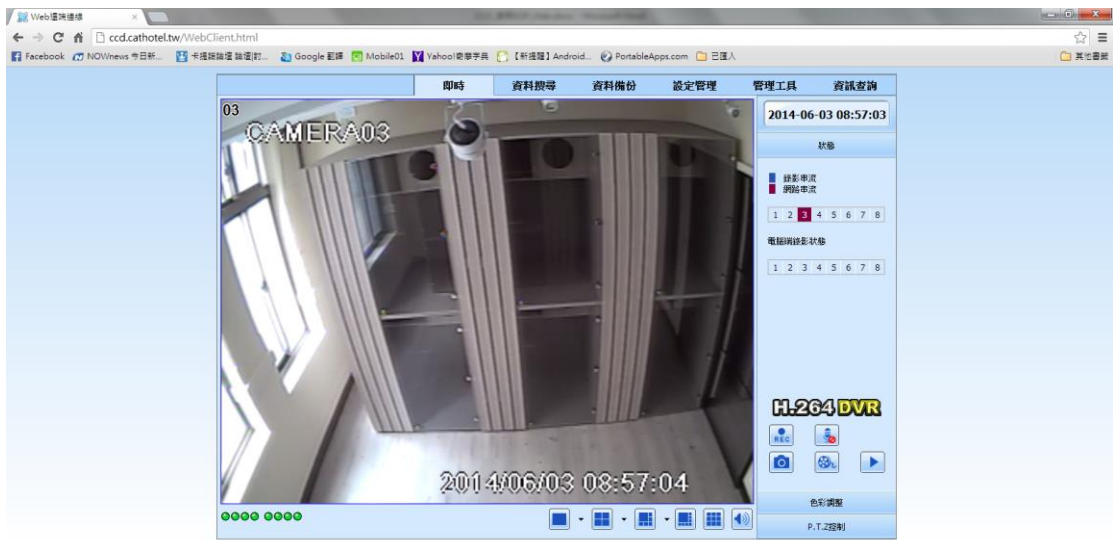 Web遠端連線
ccd.cathotel.tw/WebClient.html
Facebook
NOWnews 今日新...
Google 翻譯
Mobile01
Yahoo!奇摩字典
【新提醒】Android...
PortableApps.com
已匯入
其他書籤
即時
資料搜尋
資料備份
設定管理
管理工具
資訊查詢
03
CAMERA03
2014/06/03 08:57:04
2014-06-03 08:57:03
狀態
錄影串流
網路串流
1 2 3 4 5 6 7 8
電腦端錄影狀態
1 2 3 4 5 6 7 8
H.264 DVR
REC
色彩調整
P.T.Z控制